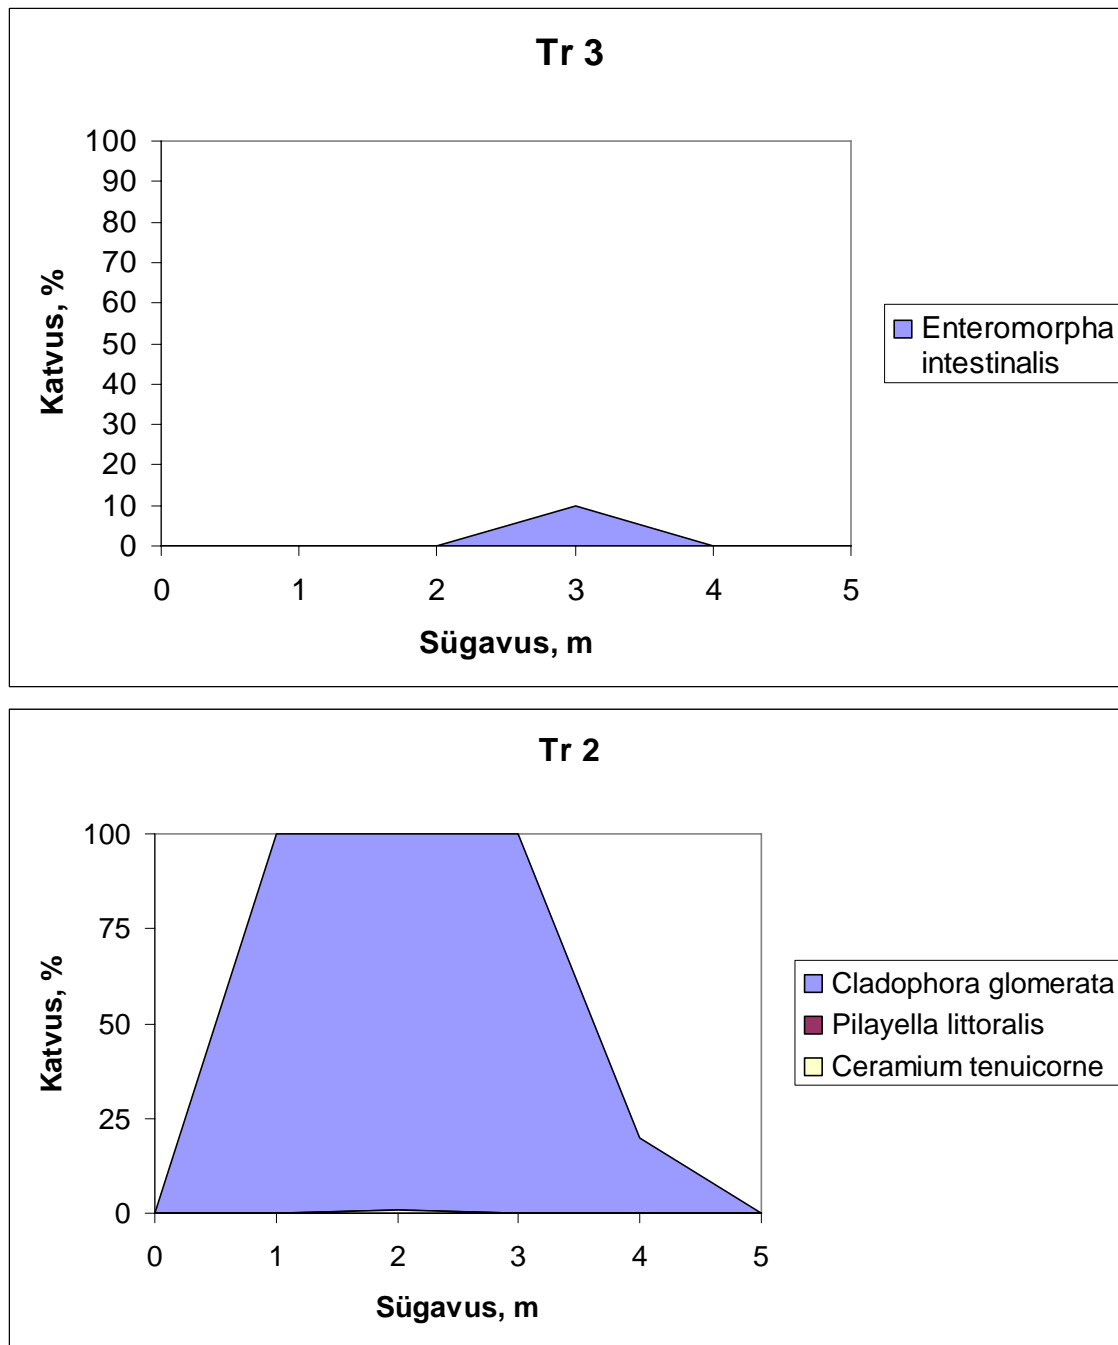 Tr 3
100
90
80
70
60
50
40
30
20
10
0
Katvus, %
0 1 2 3 4 5
Sügavus, m
Enteromorpha
intestinalis
Tr 2
100
75
50
25
0
Katvus, %
0 1 2 3 4 5
Sügavus, m
Cladophora glomerata
Pilayella littoralis
Ceramium tenuicorne